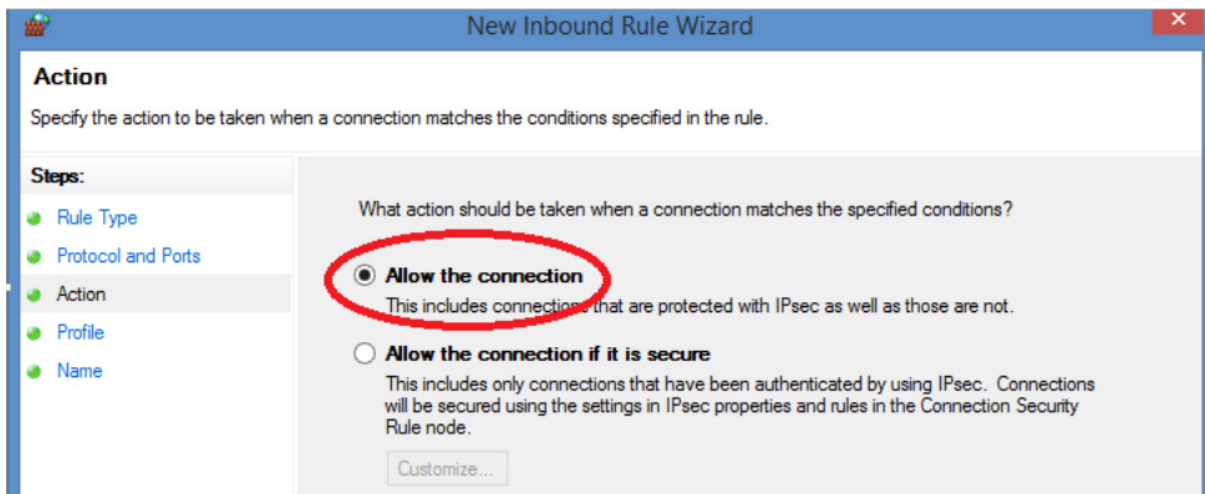 New Inbound Rule Wizard
Action
Specify the action to be taken when a connection matches the conditions specified in the rule.
Steps:
Rule Type
Protocol and Ports
Action
Profile
Name
What action should be taken when a connection matches the specified conditions?
Allow the connection
This includes connections that are protected with IPsec as well as those are not.
Allow the connection if it is secure
This includes only connections that have been authenticated by using IPsec. Connections
will be secured using the settings in IPsec properties and rules in the Connection Security
Rule node.
Customize...